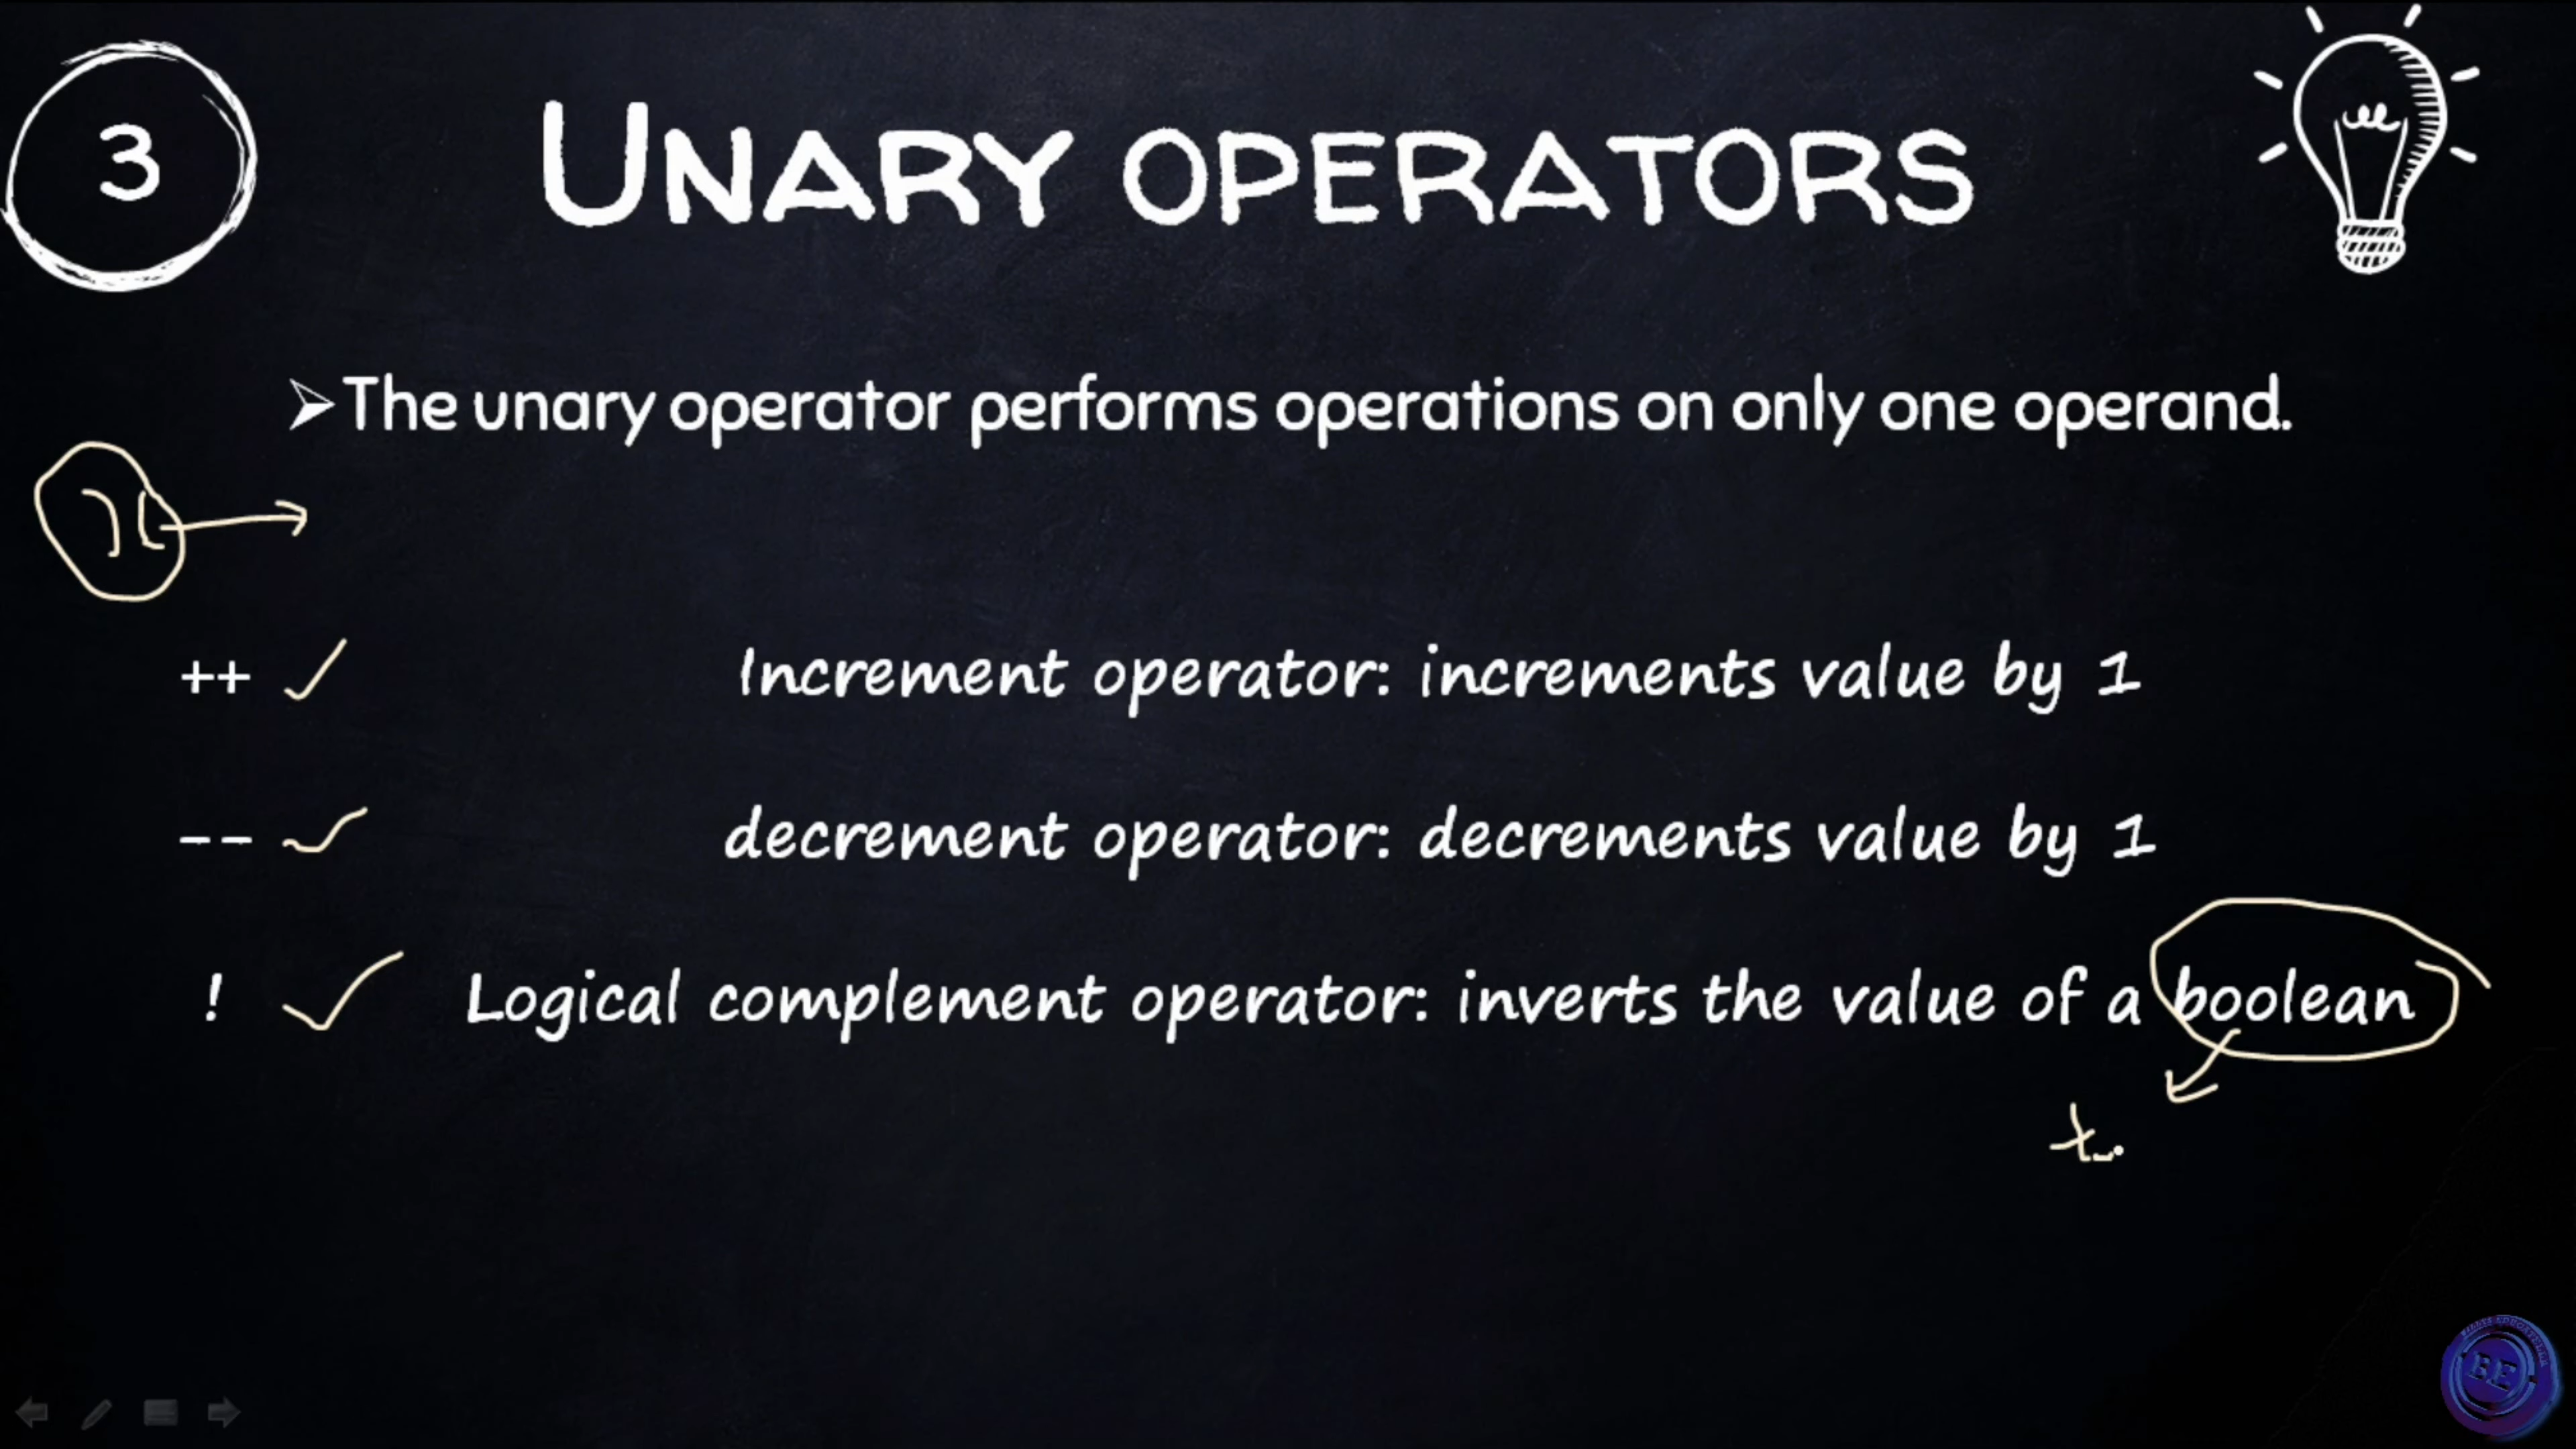 3
UNARY OPERATORS
➢The unary operator performs operations on only one operand.
x
++ Increment operator: increments value by 1
-- decrement operator: decrements value by 1
! Logical complement operator: inverts the value of a boolean
BE